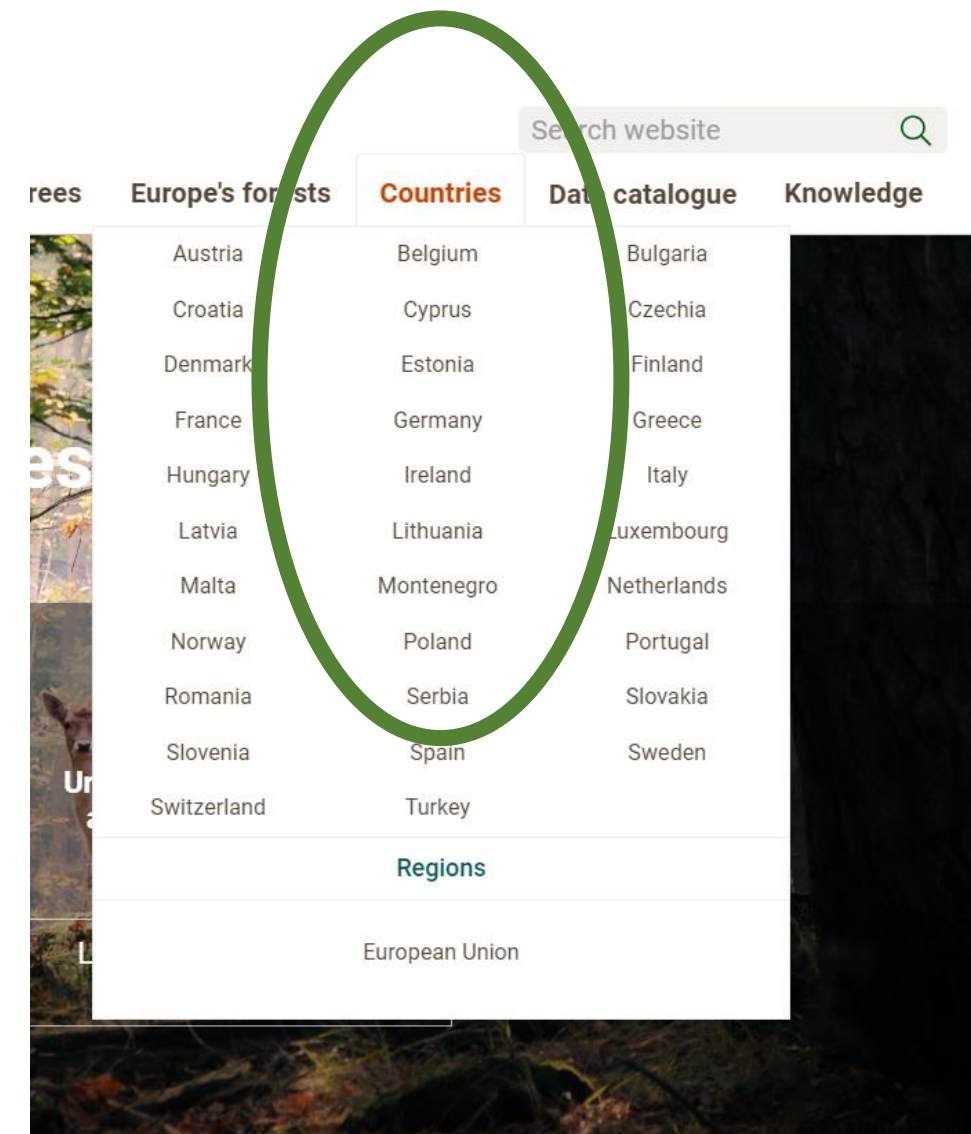 Search website
rees Europe's forests Countries Data catalogue Knowledge
Austria Belgium Bulgaria
Croatia Cyprus Czechia
Denmark Estonia Finland
France Germany Greece
es
Hungary Ireland Italy
Latvia Lithuania Luxembourg
Malta Montenegro Netherlands
Norway Poland Portugal
Romania Serbia Slovakia
Slovenia Spain Sweden
Ur
Switzerland Turkey
Regions
European Union